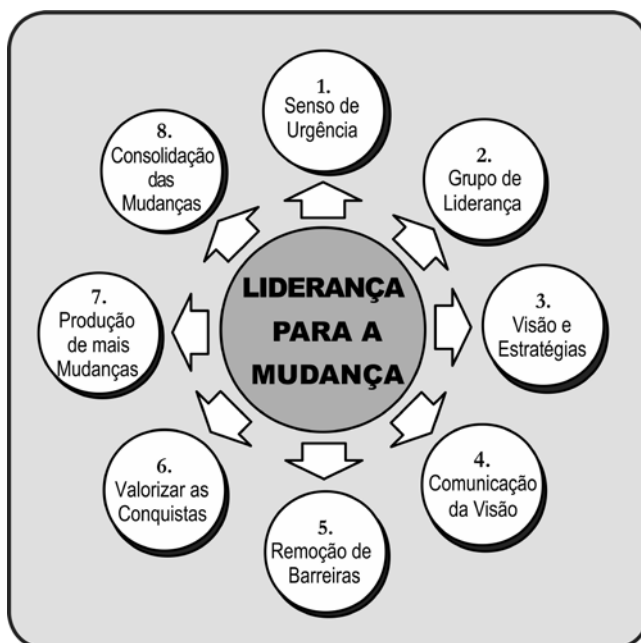 1.
Senso de
Urgência
2.
Grupo de
Liderança
3.
Visão e
Estratégias
4.
Comunicação
da Visão
5.
Remoção de
Barreiras
6.
Valorizar as
Conquistas
7.
Produção
de mais
Mudanças
8.
Consolidação
das
Mudanças
LIDERANÇA
PARA A
MUDANÇA